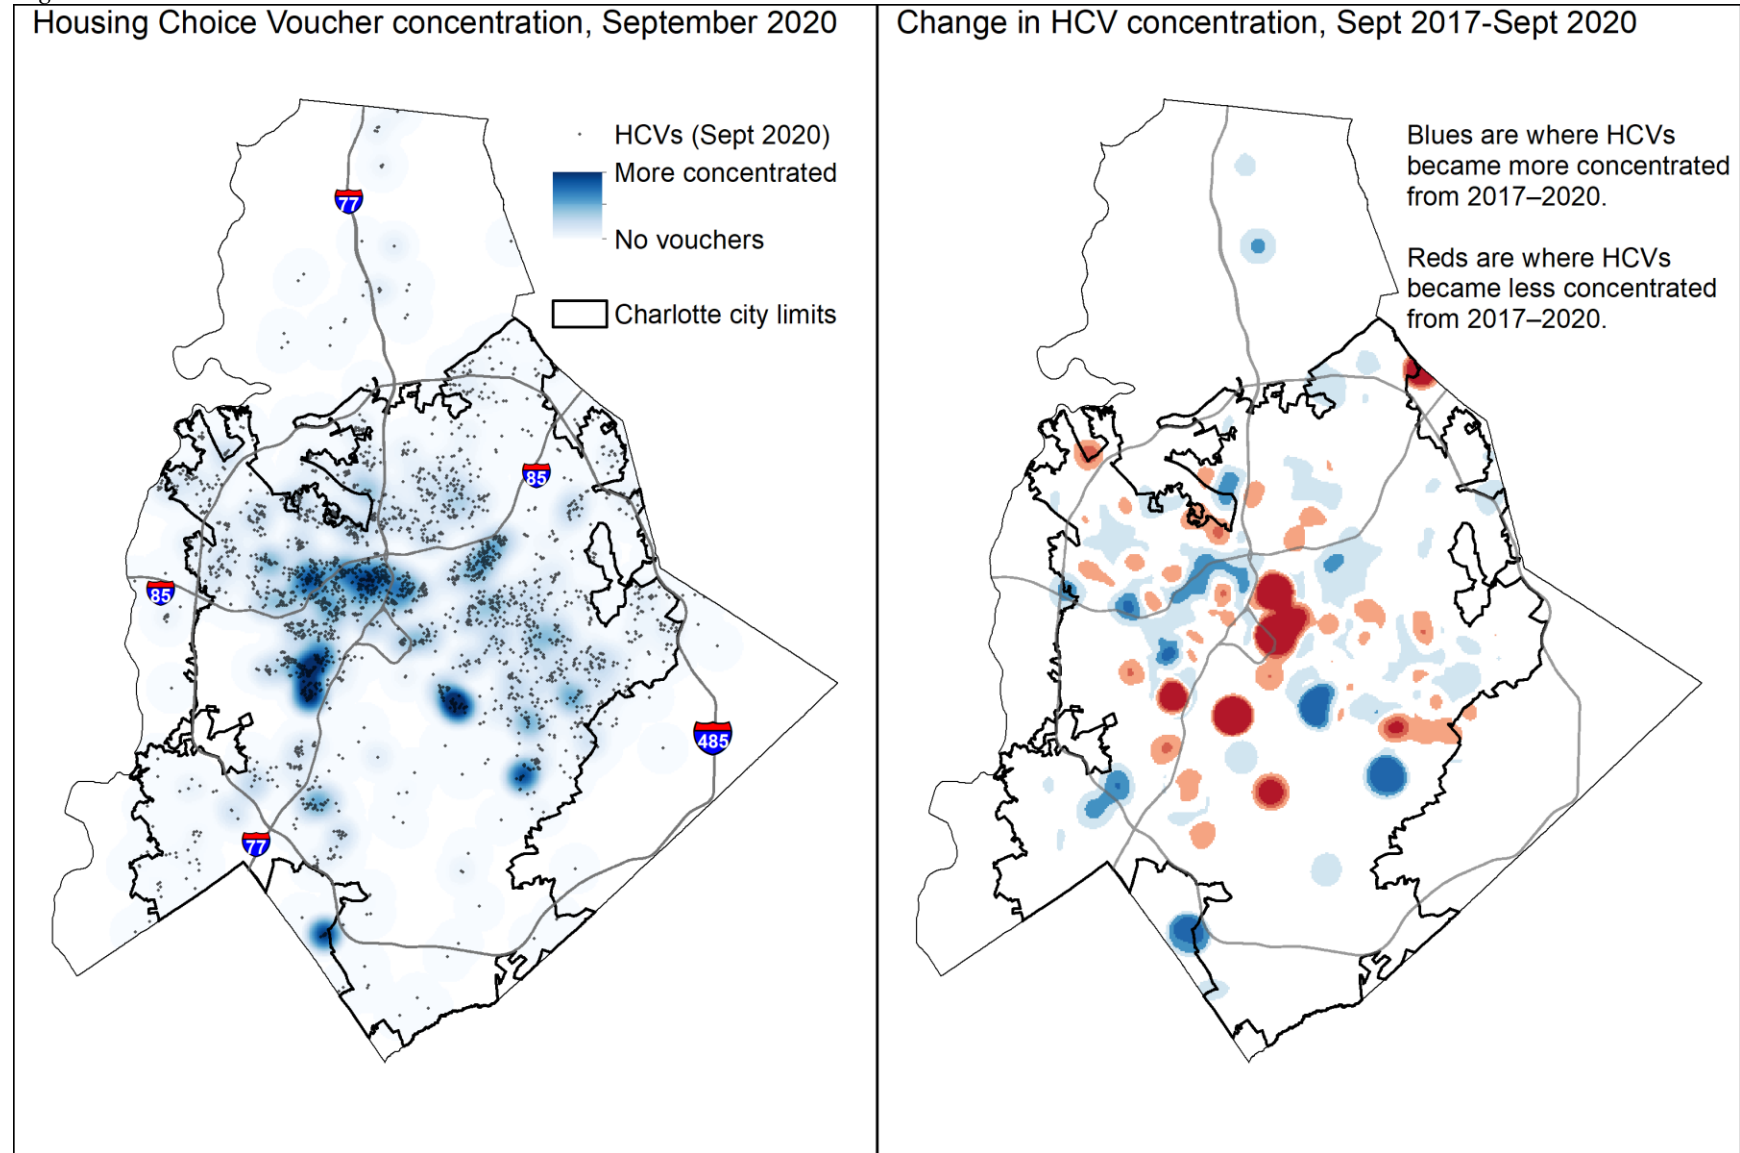 Housing Choice Voucher concentration, September 2020
HCVs (Sept 2020)
More concentrated
No vouchers
Charlotte city limits
77
85
85
485
77
Change in HCV concentration, Sept 2017-Sept 2020
Blues are where HCVs
became more concentrated
from 2017–2020.
Reds are where HCVs
became less concentrated
from 2017–2020.